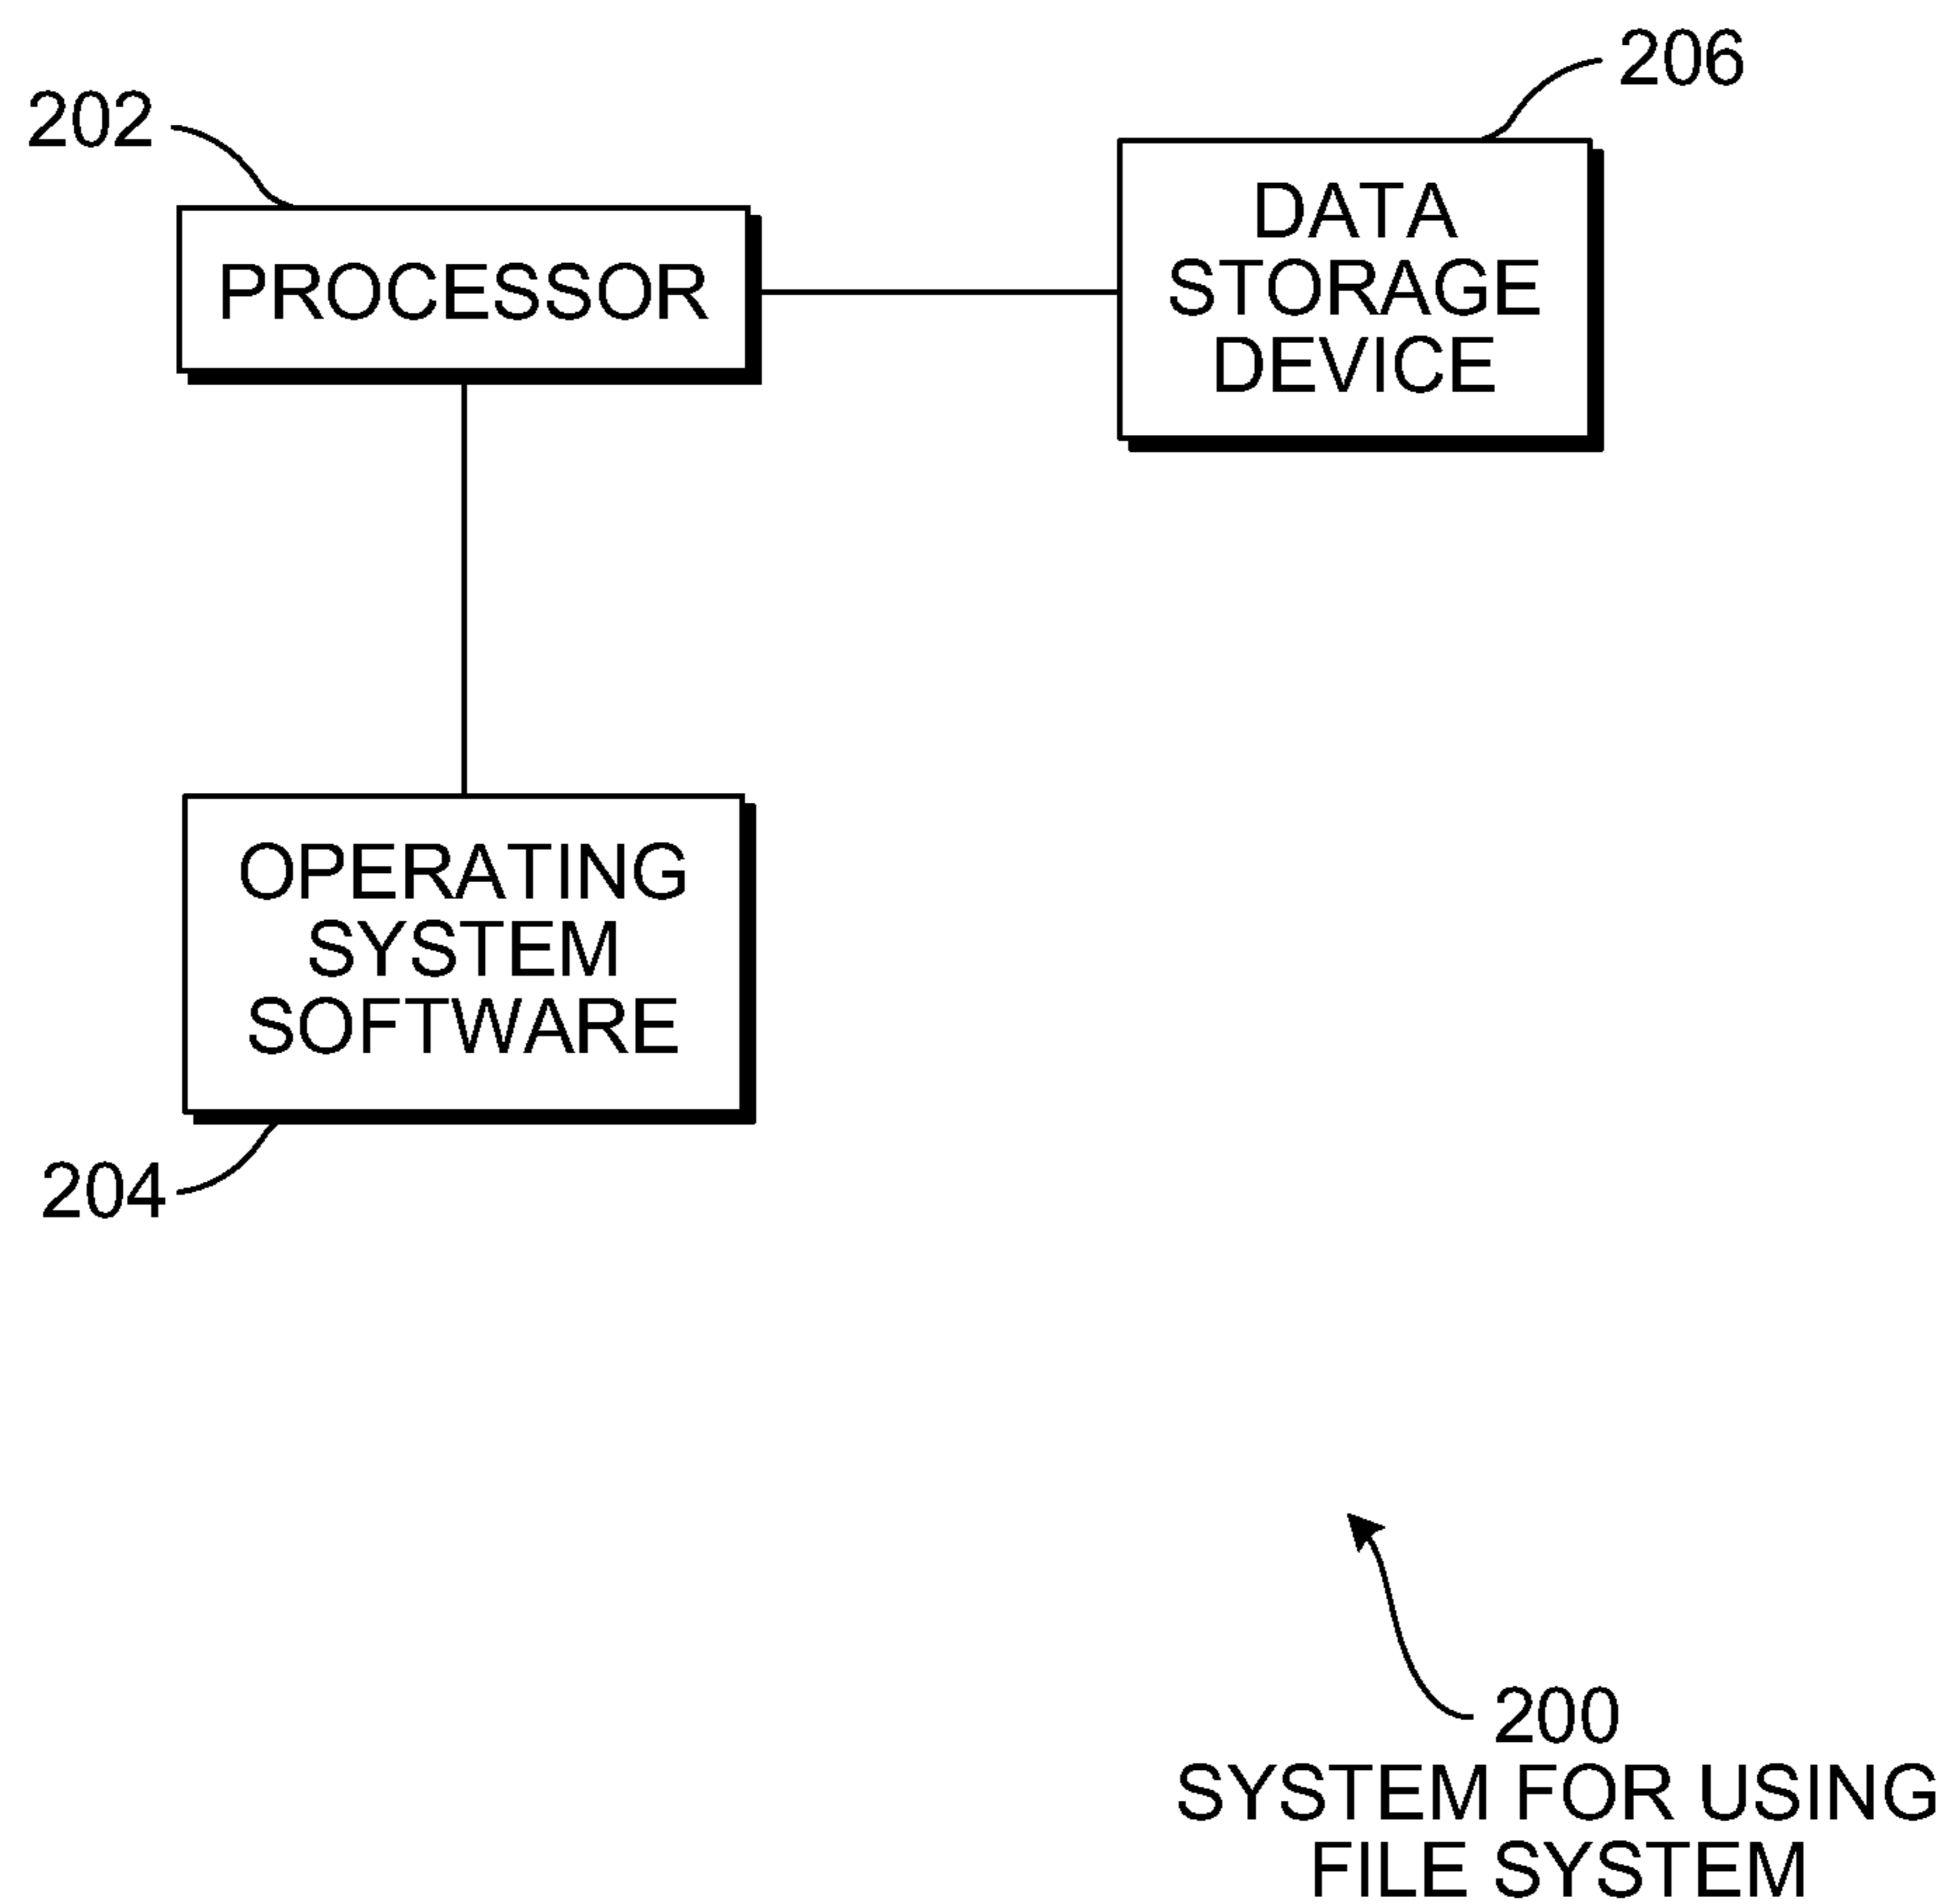 206
202
DATA
STORAGE
DEVICE
PROCESSOR
OPERATING
SYSTEM
SOFTWARE
204
200
SYSTEM FOR USING
FILE SYSTEM